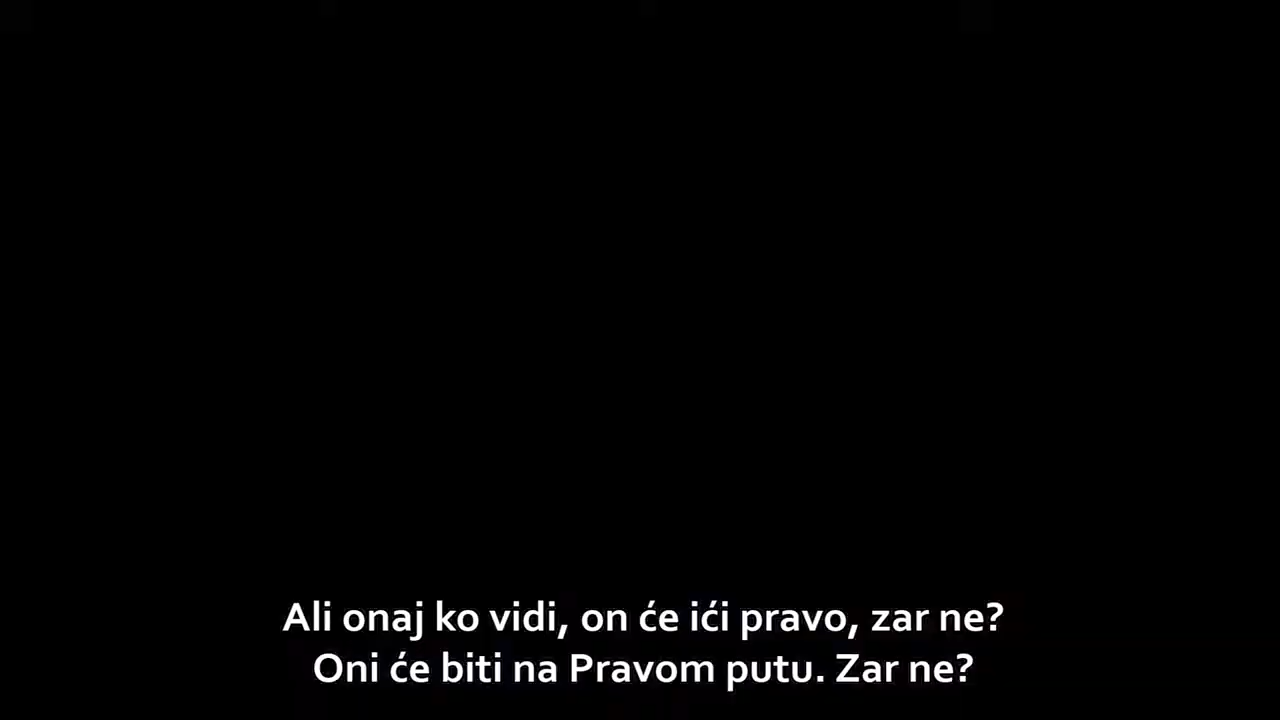 Ali onaj ko vidi, on će ići pravo, zar ne?
Oni će biti na Pravom putu. Zar ne?